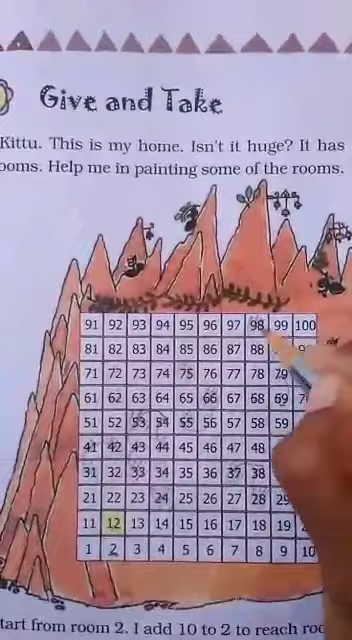 Give and Take
Kittu. This is my home. Isn't it huge? It has
ooms. Help me in painting some of the rooms.
91 92 93 94 95 96 97 98 99 100
81 82 83 84 85 86 87 88
71 72 73 74 75 76 77 78 79
61 62 63 64 65 66 67 68 69
51 52 53 54 55 56 57 58 59
41 42 43 44 45 46 47 48
31 32 33 34 35 36 37 38
21 22 23 24 25 26 27 28 29
11 12 13 14 15 16 17 18 19
1 2 3 4 5 6 7 8 9 10
tart from room 2. I add 10 to 2 to reach roo